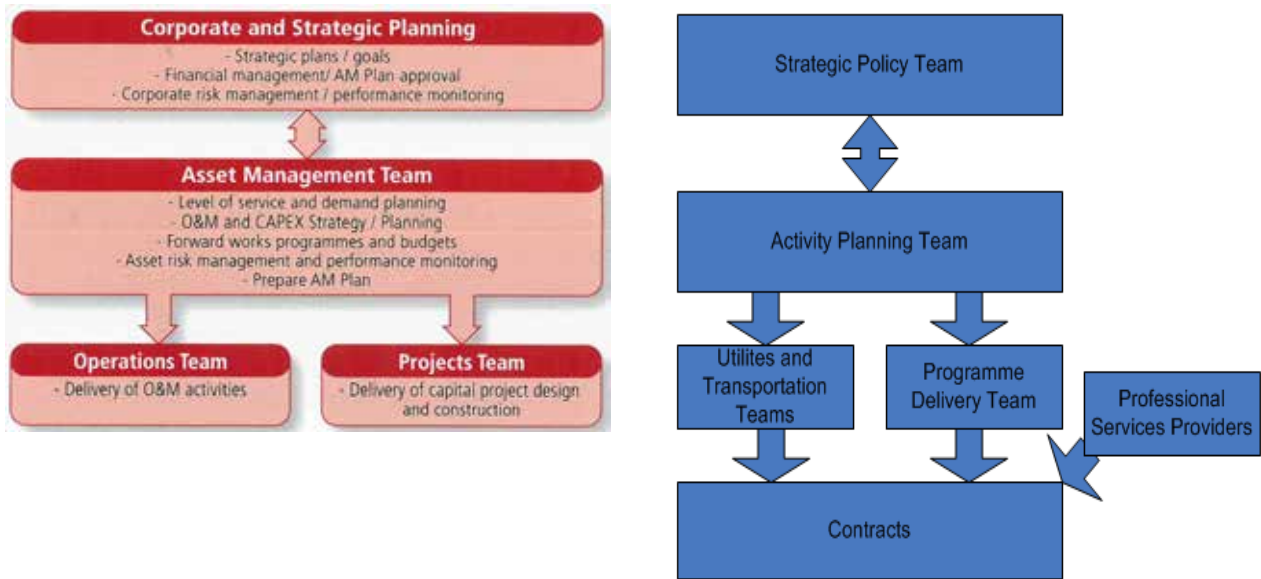 Corporate and Strategic Planning
- Strategic plans / goals
- Financial management/ AM Plan approval
- Corporate risk management / performance monitoring
Asset Management Team
- Level of service and demand planning
- O&M and CAPEX Strategy / Planning
- Forward works programmes and budgets
- Asset risk management and performance monitoring
- Prepare AM Plan
Operations Team
- Delivery of O&M activities
Projects Team
- Delivery of capital project design
and construction
Strategic Policy Team
Activity Planning Team
Utilites and
Transportation
Teams
Programme
Delivery Team
Professional
Services Providers
Contracts